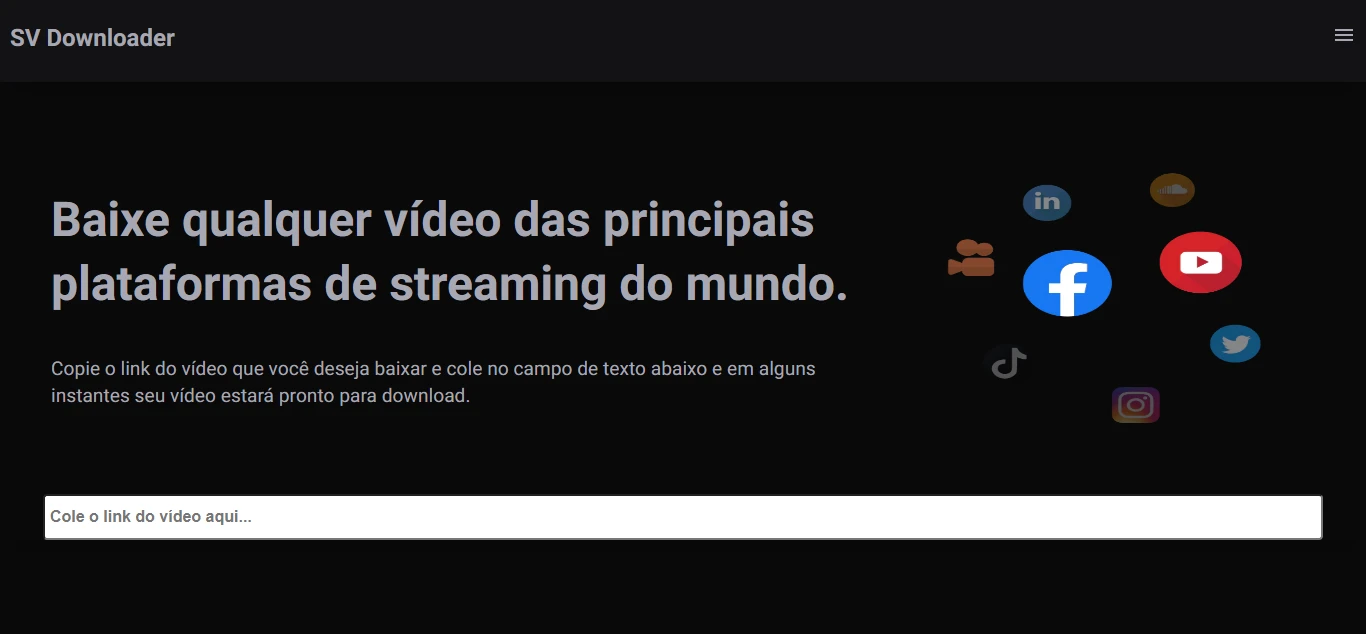 SV Downloader
in
Baixe qualquer vídeo das principais
plataformas de streaming do mundo.
Copie o link do vídeo que você deseja baixar e cole no campo de texto abaixo e em alguns
instantes seu vídeo estará pronto para download.
Cole o link do vídeo aqui...